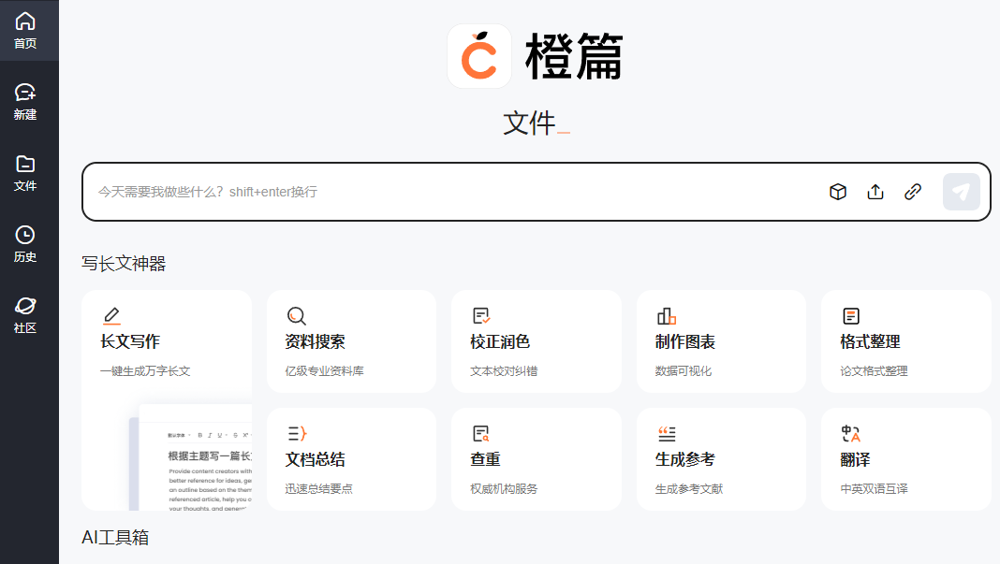 首页
新建
文件
历史
社区
橙篇
文件_
今天需要我做些什么？shift+enter换行
写长文神器
长文写作
一键生成万字长文
默认字体 B I U S X²
根据主题写一篇长
Provide content creators with
better reference for ideas, ge
an outline based on the them
referenced article, help you o
your thoughts, and general
资料搜索
亿级专业资料库
校正润色
文本校对纠错
制作图表
数据可视化
格式整理
论文格式整理
文档总结
迅速总结要点
查重
权威机构服务
生成参考
生成参考文献
翻译
中英双语互译
AI工具箱